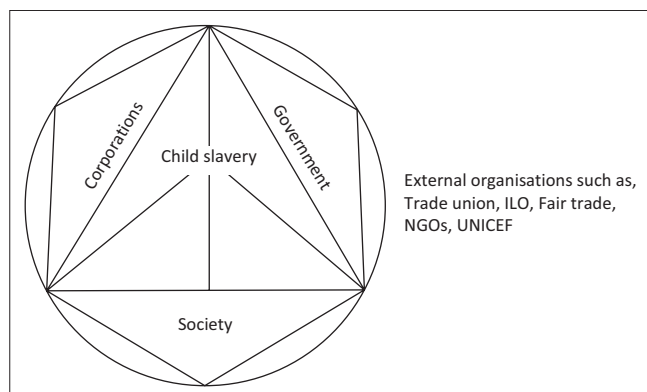 Corporations
Government
Child slavery
Society
External organisations such as,
Trade union, ILO, Fair trade,
NGOs, UNICEF